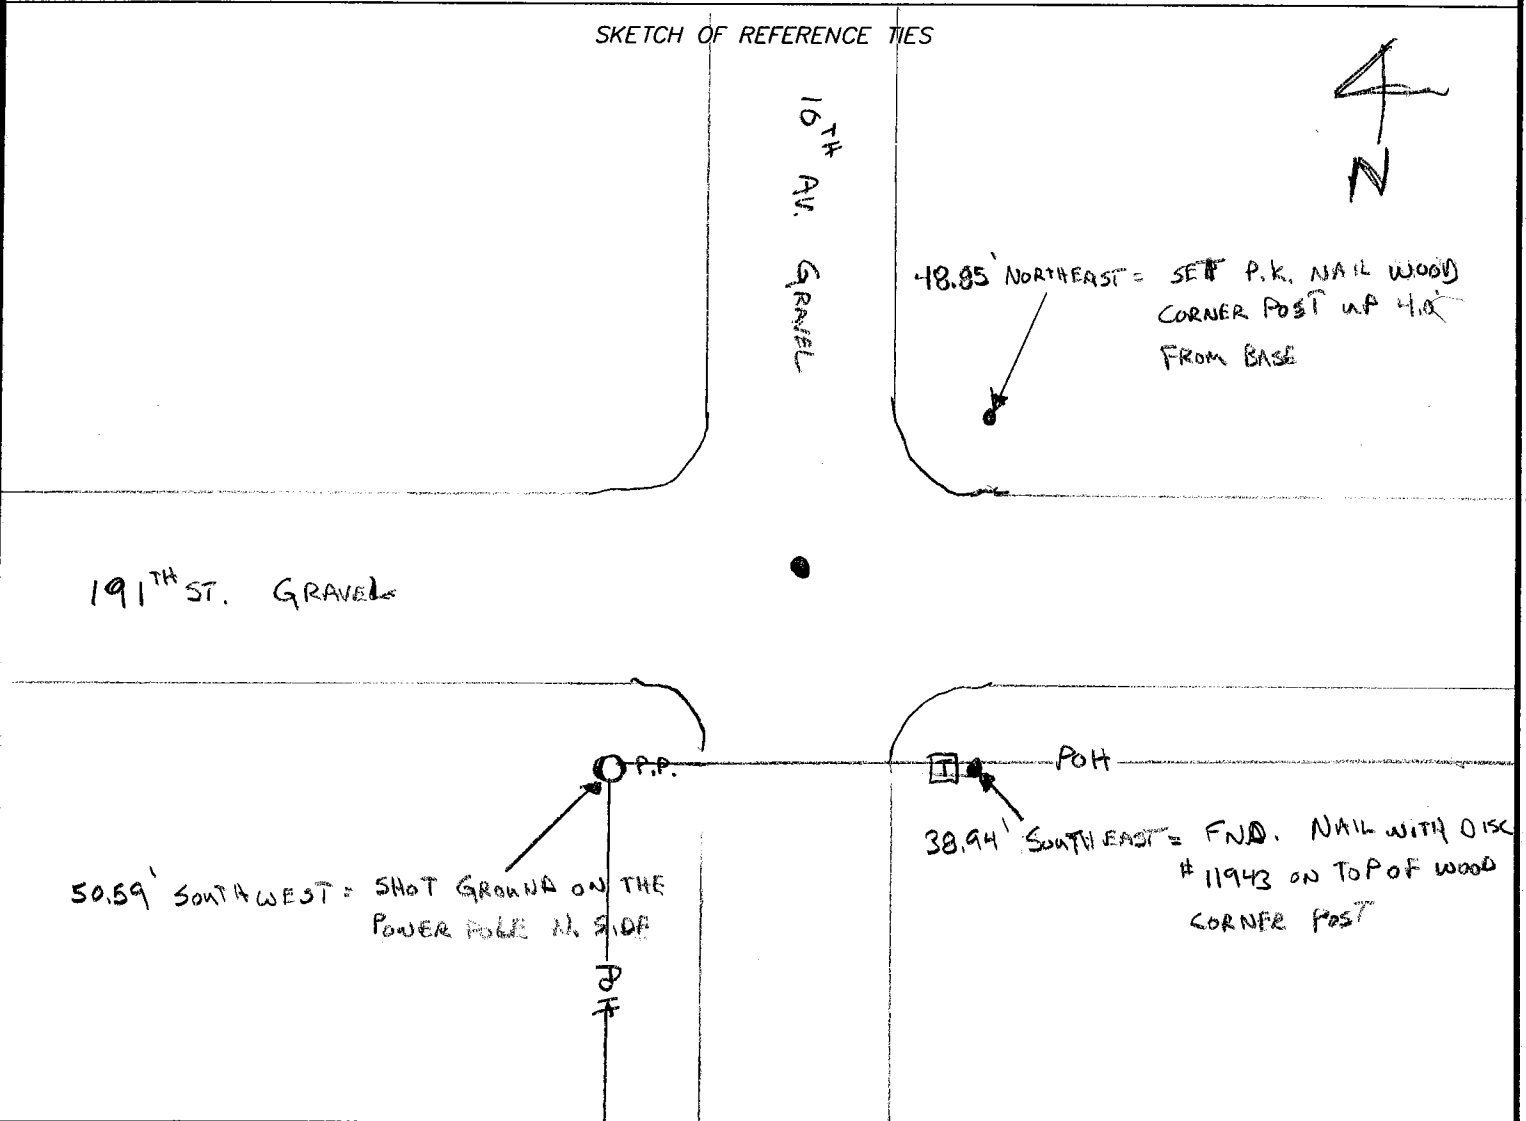 SKETCH OF REFERENCE TIES
16TH AV. GRAVEL
N
48.85' NORTHEAST = SET P.K. NAIL WOOD
CORNER POST UP 4.0'
FROM BASE
191TH ST. GRAVEL
P.P.
T
POH
38.94' SOUTHEAST = FND. NAIL WITH DISC
# 11943 ON TOP OF WOOD
CORNER POST
50.59' SOUTHWEST = SHOT GROUND ON THE
POWER POLE N. SIDE